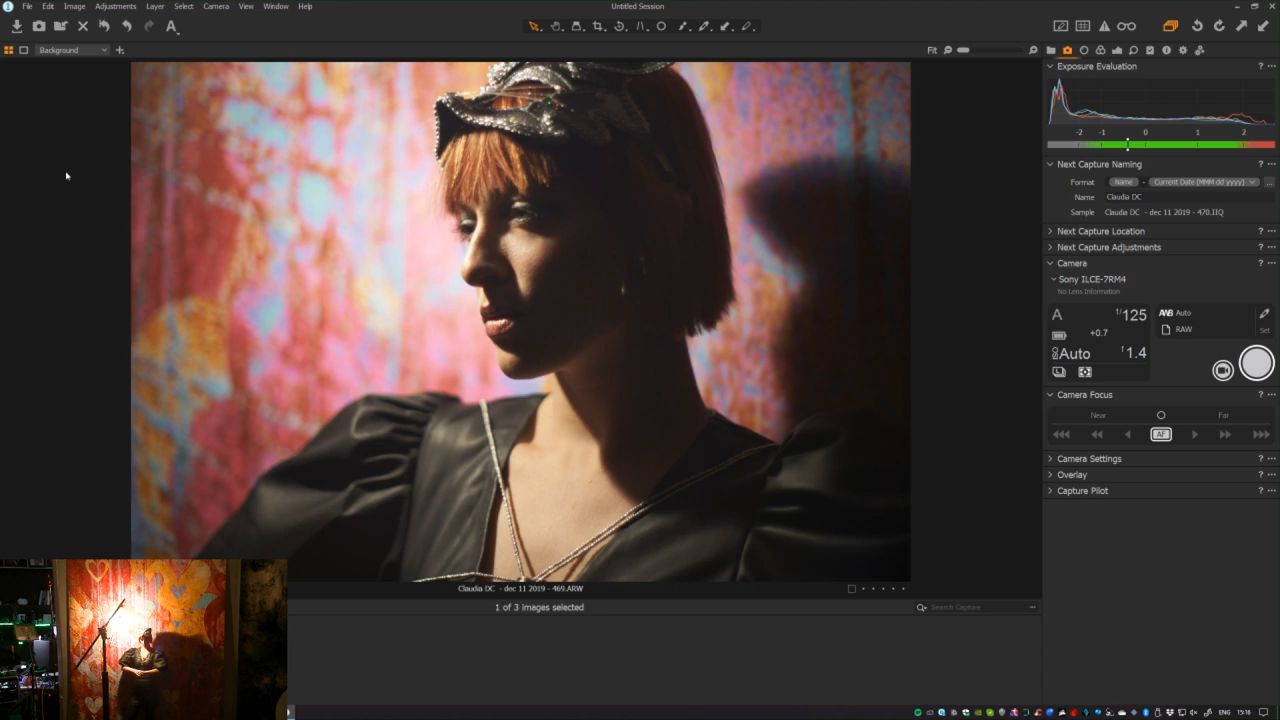 File Edit Image Adjustments Layer Select Camera View Window Help
Untitled Session
Background
Fit
Exposure Evaluation
-2 -1 0 1 2
Next Capture Naming
Format Name - Current Date (MMM dd yyyy) ...
Name Claudia DC
Sample Claudia DC - dec 11 2019 - 470.IIQ
Next Capture Location
Next Capture Adjustments
Camera
Sony ILCE-7RM4
No Lens Information
A 1/125
+0.7
Auto f 1.4
AWB Auto
RAW
Set
Camera Focus
Near Far
AF
Camera Settings
Overlay
Capture Pilot
Claudia DC - dec 11 2019 - 469.ARW
1 of 3 images selected
Search Capture
ENG 15:16